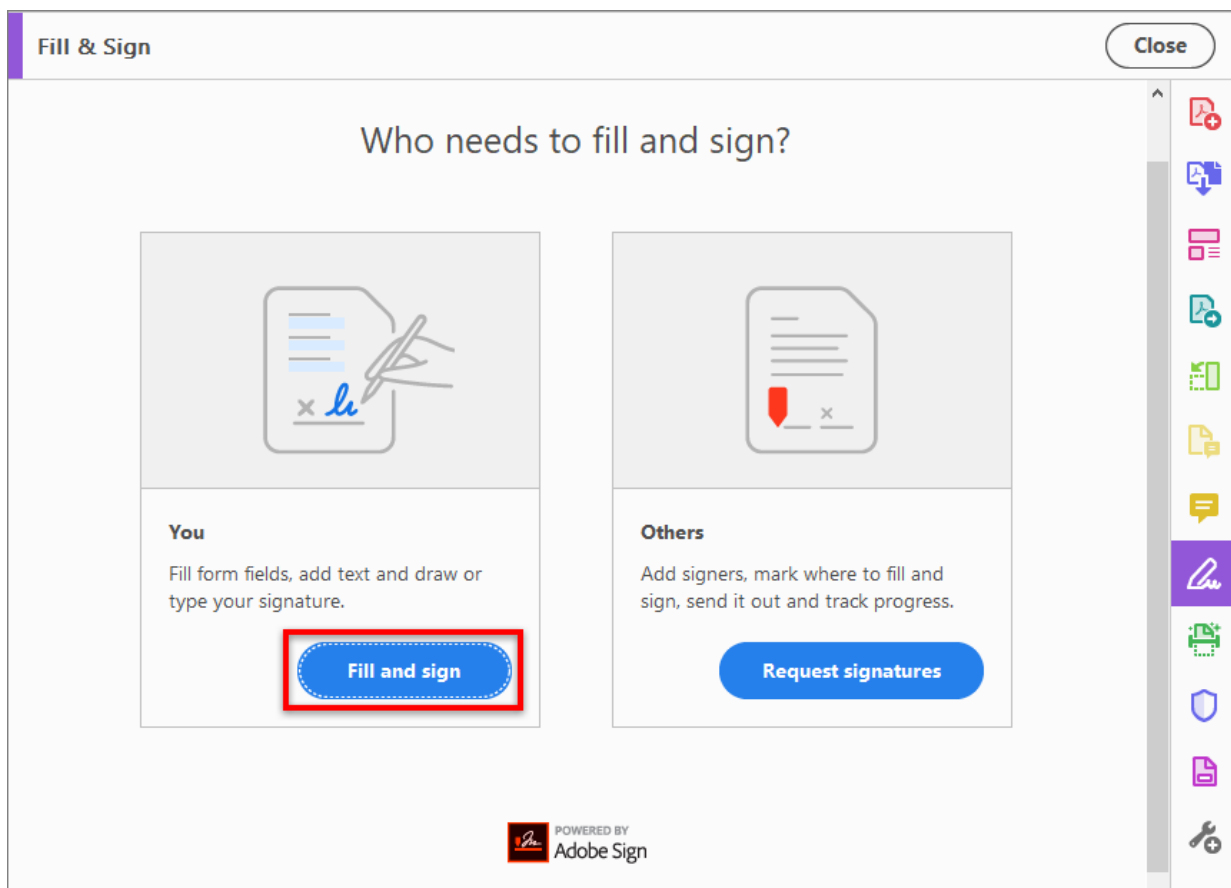 Fill & Sign
Close
Who needs to fill and sign?
You
Fill form fields, add text and draw or
type your signature.
Fill and sign
Others
Add signers, mark where to fill and
sign, send it out and track progress.
Request signatures
POWERED BY
Adobe Sign